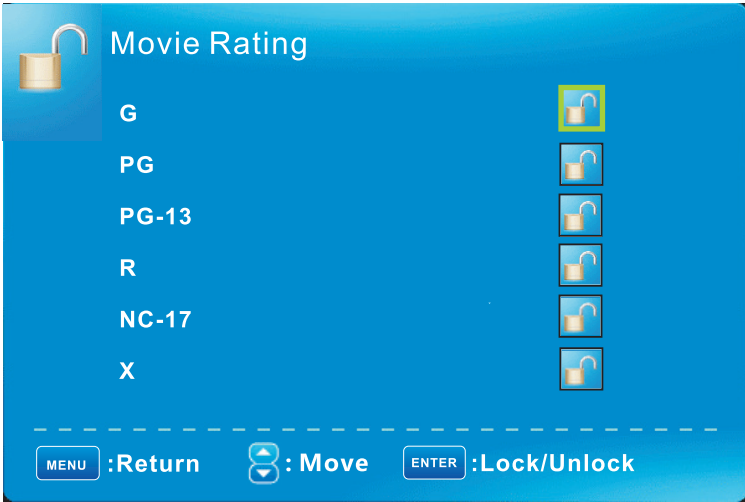 Movie Rating
G
PG
PG-13
R
NC-17
X
MENU :Return : Move ENTER :Lock/Unlock